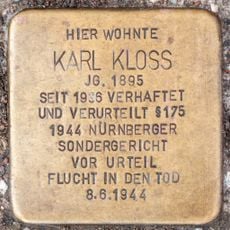 HIER WOHNTE
KARL KLOSS
JG. 1895
SEIT 1936 VERHAFTET
UND VERURTEILT §175
1944 NÜRNBERGER
SONDERGERICHT
VOR URTEIL
FLUCHT IN DEN TOD
8.6.1944